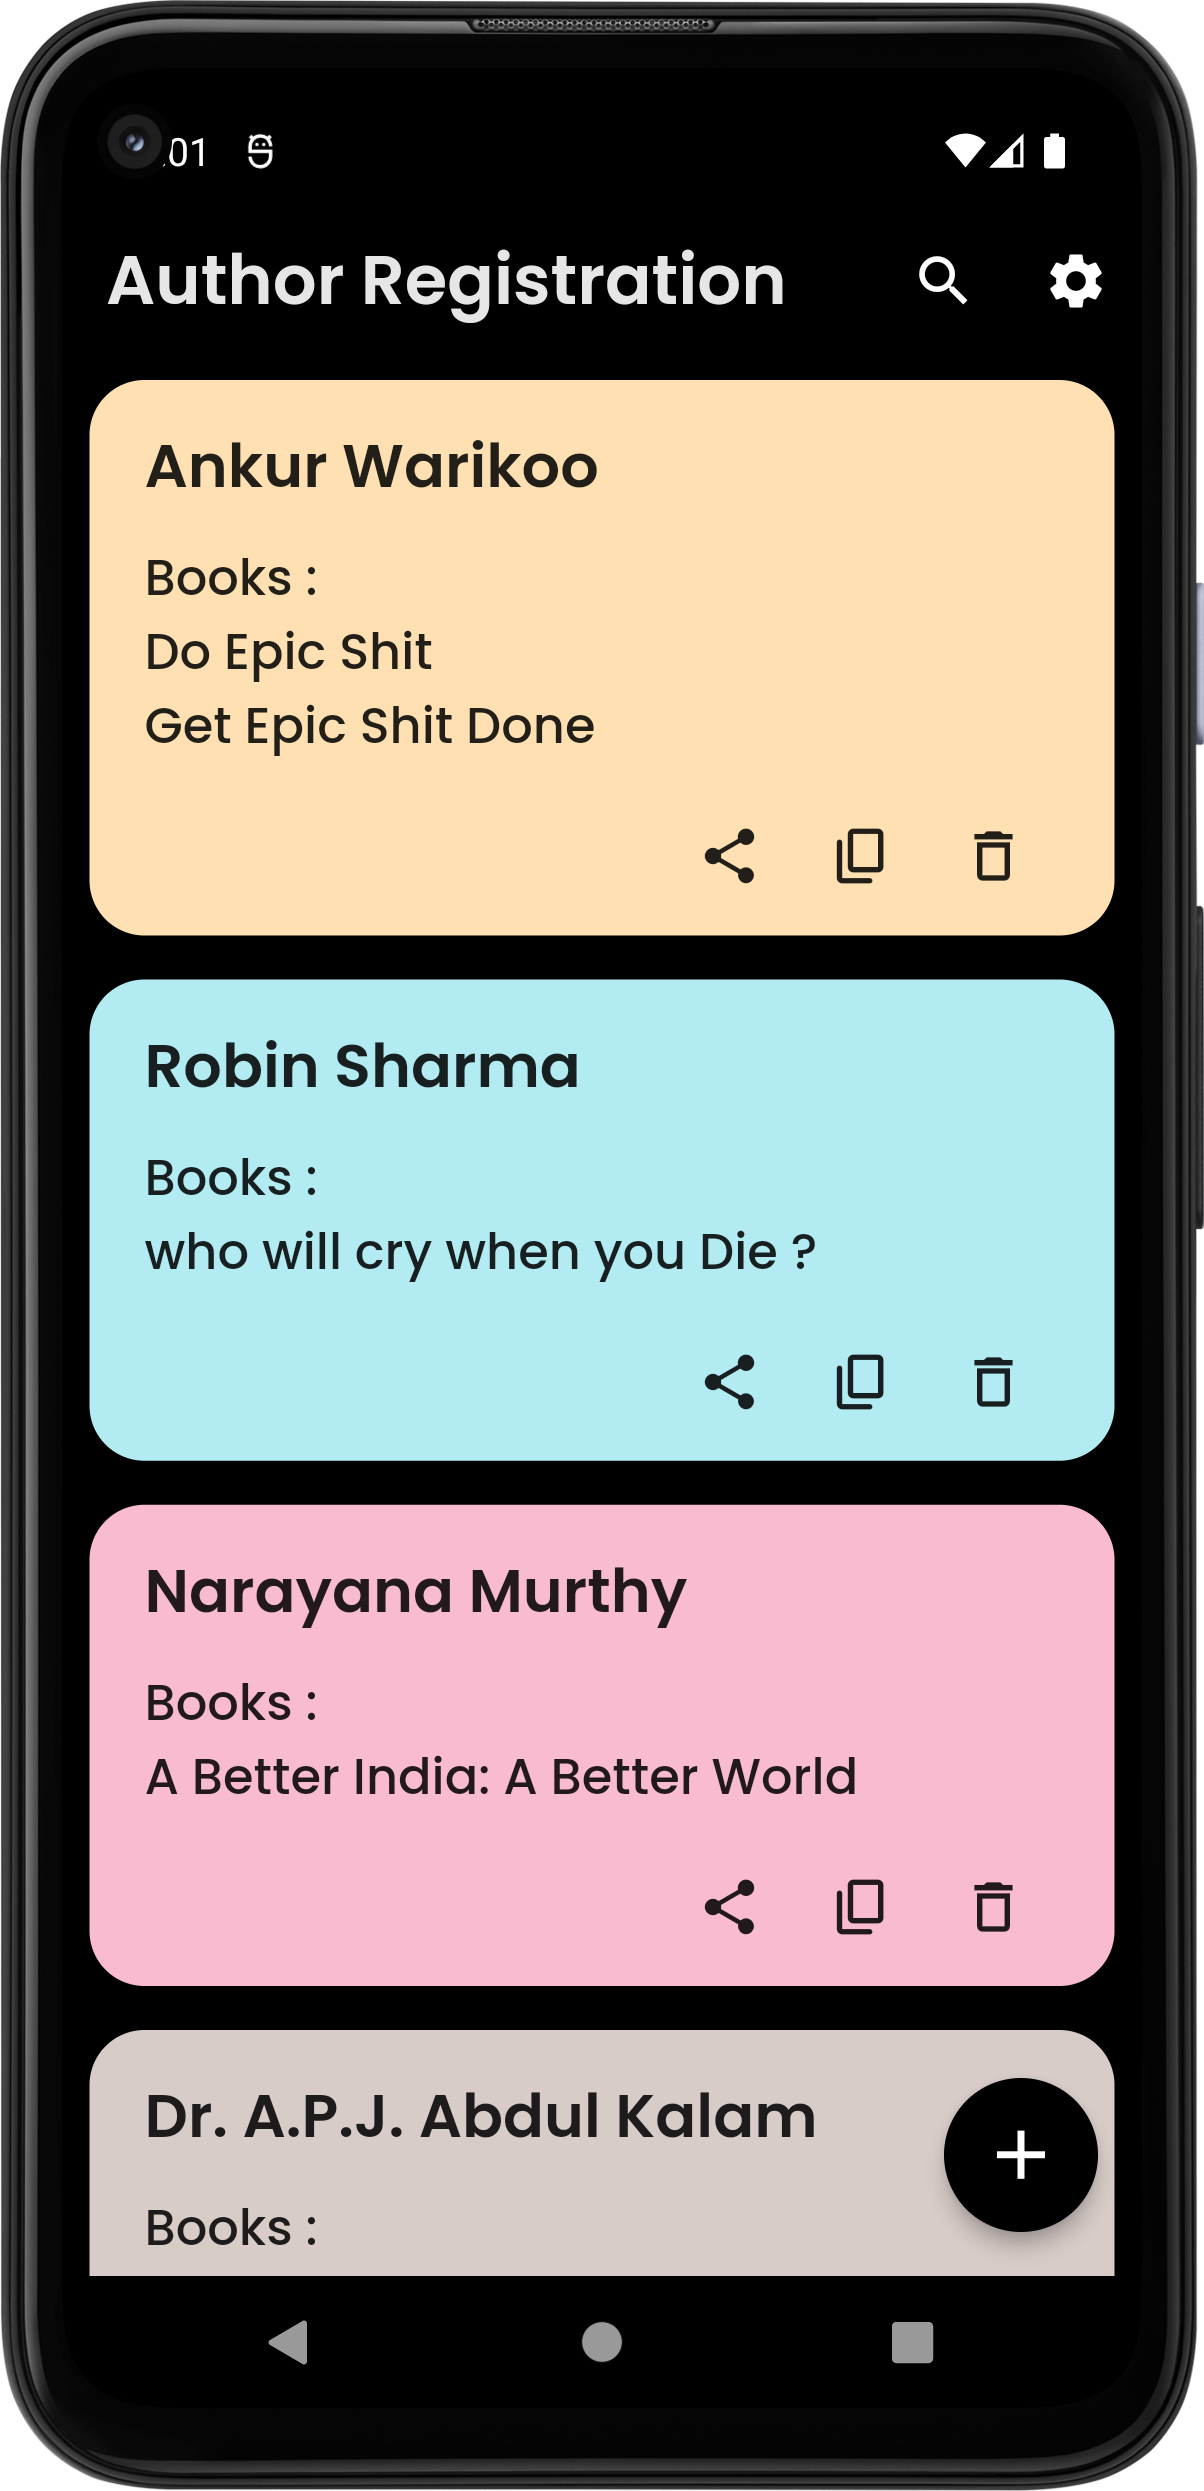 01
Author Registration
Ankur Warikoo
Books :
Do Epic Shit
Get Epic Shit Done
Robin Sharma
Books :
who will cry when you Die ?
Narayana Murthy
Books :
A Better India: A Better World
Dr. A.P.J. Abdul Kalam
Books :